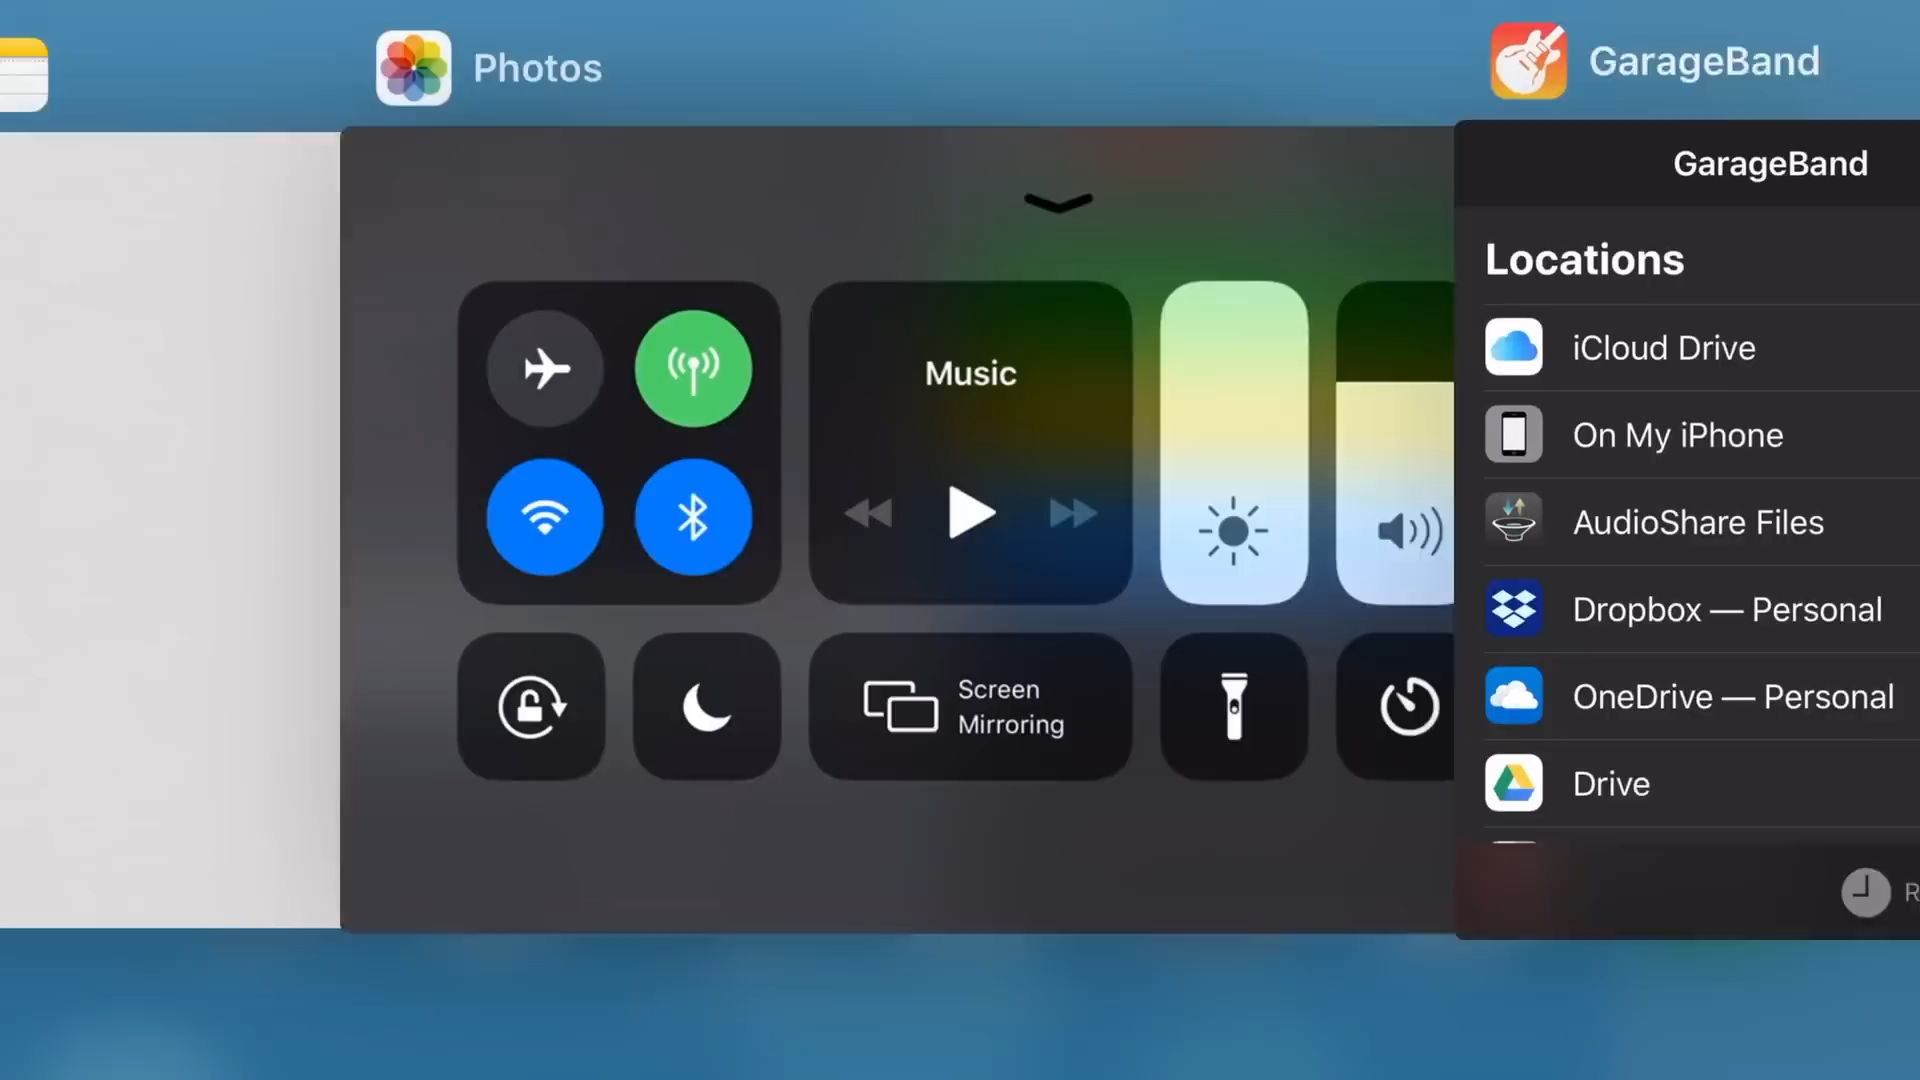 Photos
GarageBand
GarageBand
Locations
iCloud Drive
Music
On My iPhone
AudioShare Files
Dropbox — Personal
Screen
Mirroring
OneDrive — Personal
Drive
R